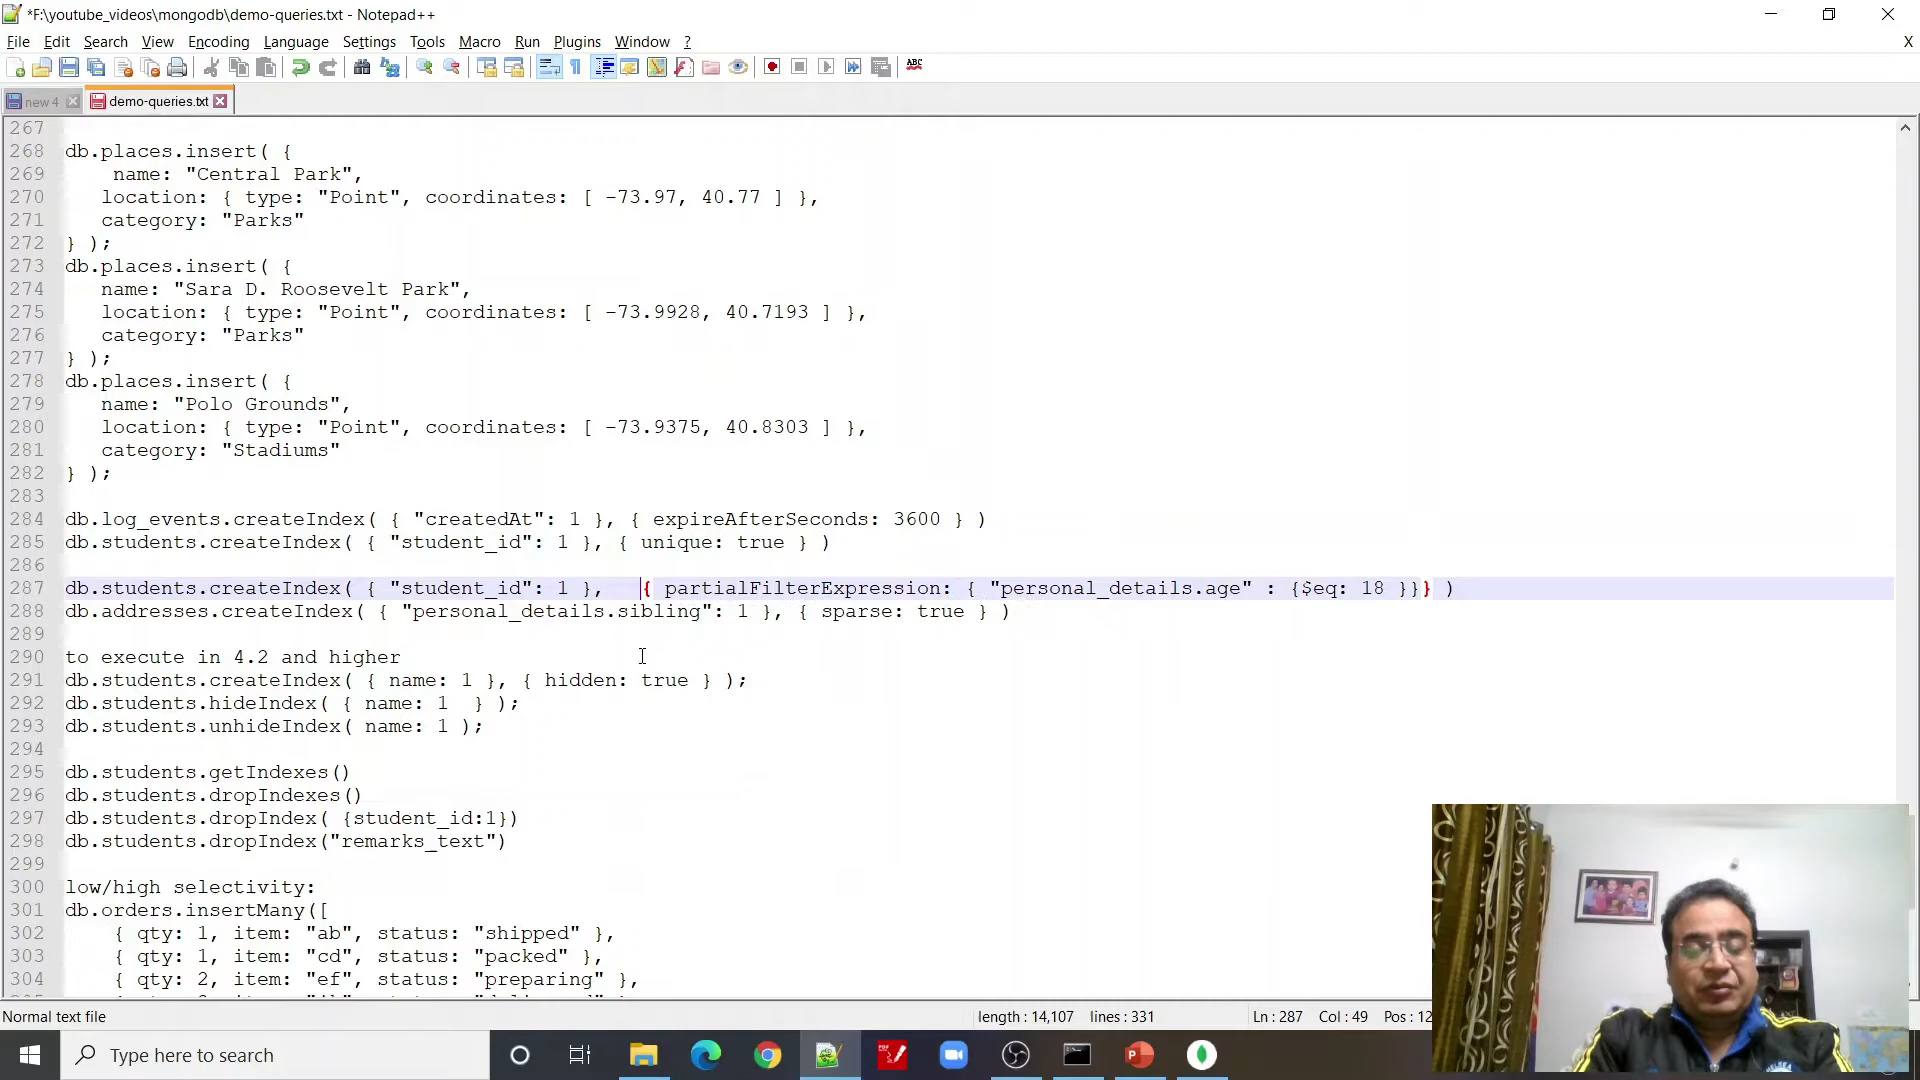 *F:\youtube_videos\mongodb\demo-queries.txt - Notepad++
File Edit Search View Encoding Language Settings Tools Macro Run Plugins Window ? X
new 4 demo-queries.txt
267
268 db.places.insert( {
269     name: "Central Park",
270    location: { type: "Point", coordinates: [ -73.97, 40.77 ] },
271    category: "Parks"
272 } );
273 db.places.insert( {
274    name: "Sara D. Roosevelt Park",
275    location: { type: "Point", coordinates: [ -73.9928, 40.7193 ] },
276    category: "Parks"
277 } );
278 db.places.insert( {
279    name: "Polo Grounds",
280    location: { type: "Point", coordinates: [ -73.9375, 40.8303 ] },
281    category: "Stadiums"
282 } );
283
284 db.log_events.createIndex( { "createdAt": 1 }, { expireAfterSeconds: 3600 } )
285 db.students.createIndex( { "student_id": 1 }, { unique: true } )
286
287 db.students.createIndex( { "student_id": 1 },   { partialFilterExpression: { "personal_details.age" : {$eq: 18 }}} )
288 db.addresses.createIndex( { "personal_details.sibling": 1 }, { sparse: true } )
289
290 to execute in 4.2 and higher
291 db.students.createIndex( { name: 1 }, { hidden: true } );
292 db.students.hideIndex( { name: 1  } );
293 db.students.unhideIndex( name: 1 );
294
295 db.students.getIndexes()
296 db.students.dropIndexes()
297 db.students.dropIndex( {student_id:1})
298 db.students.dropIndex("remarks_text")
299
300 low/high selectivity:
301 db.orders.insertMany([
302     { qty: 1, item: "ab", status: "shipped" },
303     { qty: 1, item: "cd", status: "packed" },
304     { qty: 2, item: "ef", status: "preparing" },
Normal text file length : 14,107 lines : 331 Ln : 287 Col : 49 Pos : 12
Type here to search